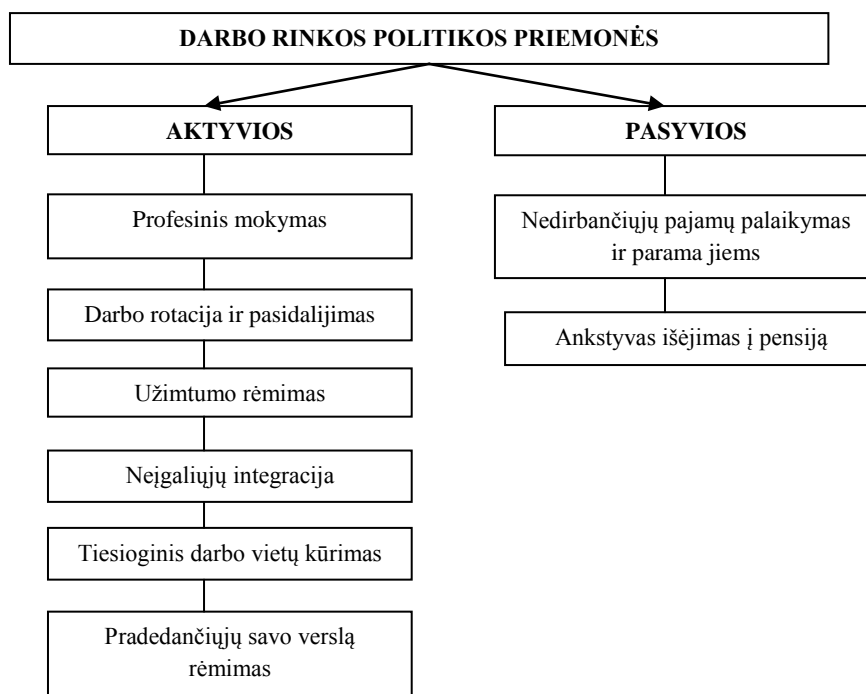 DARBO RINKOS POLITIKOS PRIEMONĖS
AKTYVIOS
Profesinis mokymas
Darbo rotacija ir pasidalijimas
Užimtumo rėmimas
Neįgaliųjų integracija
Tiesioginis darbo vietų kūrimas
Pradedančiųjų savo verslą
rėmimas
PASYVIOS
Nedirbančiųjų pajamų palaikymas
ir parama jiems
Ankstyvas išėjimas į pensiją